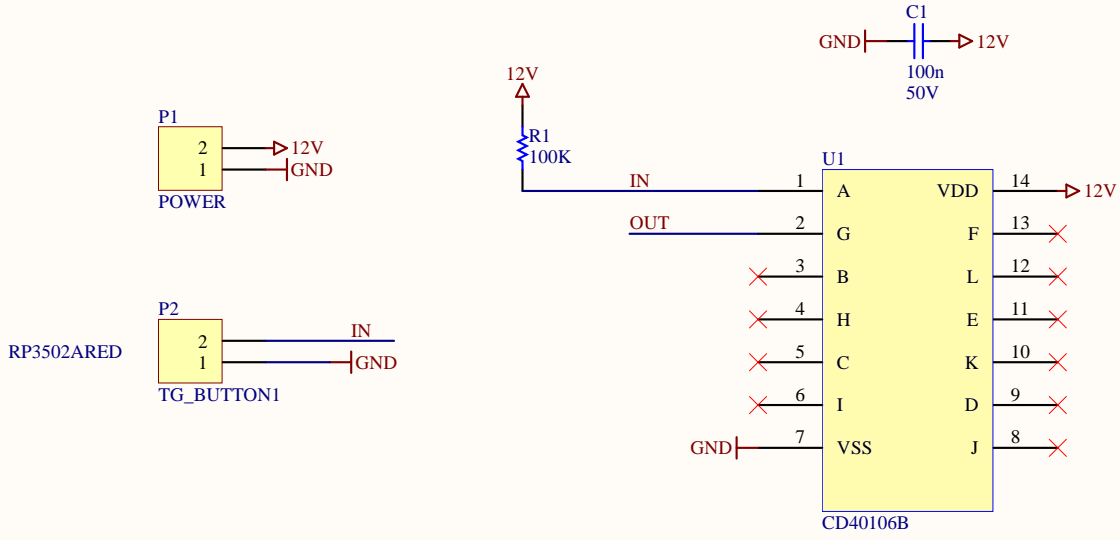 C1
GND
12V
100n
50V
12V
R1
100K
P1
2
12V
1
GND
POWER
U1
IN
1
A
VDD
14
12V
OUT
2
G
F
13
3
B
L
12
4
H
E
11
5
C
K
10
6
I
D
9
GND
7
VSS
J
8
CD40106B
P2
RP3502ARED
2
IN
1
GND
TG_BUTTON1